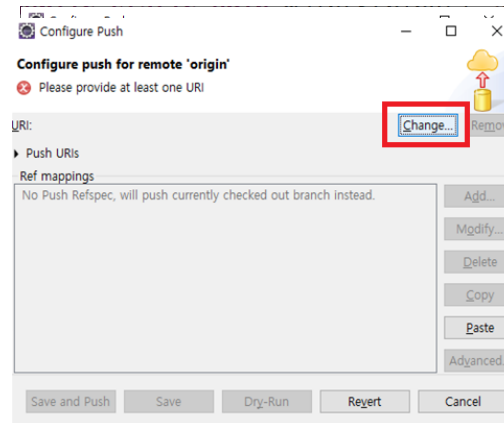 Configure Push
Configure push for remote 'origin'
Please provide at least one URI
URI:
Change...
Push URIs
Ref mappings
No Push Refspec, will push currently checked out branch instead.
Add...
Modify...
Delete
Copy
Paste
Advanced.
Save and Push Save Dry-Run Revert Cancel